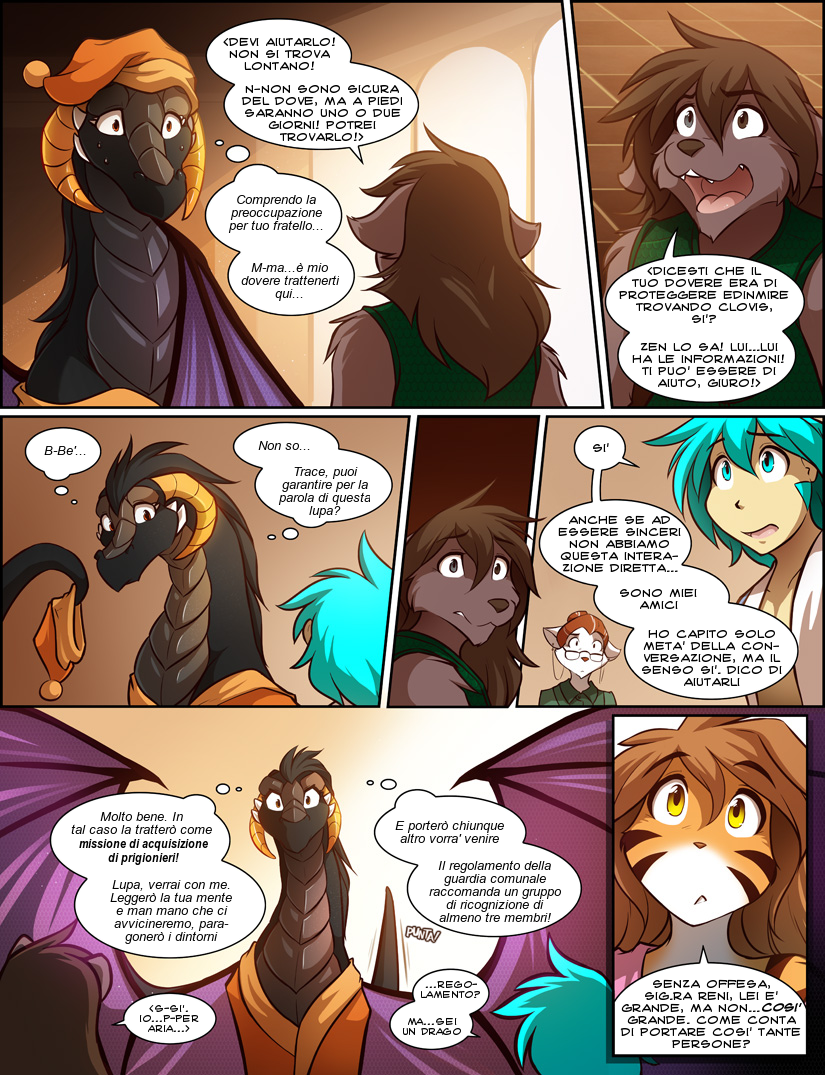 <DEVI AIUTARLO!
NON SI TROVA
LONTANO!
N-NON SONO SICURA
DEL DOVE, MA A PIEDI
SARANNO UNO O DUE
GIORNI! POTREI
TROVARLO!>
Comprendo la
preoccupazione
per tuo fratello...
M-ma...è mio
dovere trattenerti
qui...
<DICESTI CHE IL
TUO DOVERE ERA DI
PROTEGGERE EDINMIRE
TROVANDO CLOVIS,
SI'?
ZEN LO SA! LUI...LUI
HA LE INFORMAZIONI!
TI PUO' ESSERE DI
AIUTO, GIURO!>
B-Be'...
Non so...
Trace, puoi
garantire per la
parola di questa
lupa?
SI'
ANCHE SE AD
ESSERE SINCERI
NON ABBIAMO
QUESTA INTERA-
ZIONE DIRETTA...
SONO MIEI
AMICI
HO CAPITO SOLO
META' DELLA CON-
VERSAZIONE, MA IL
SENSO SI'. DICO DI
AIUTARLI
Molto bene. In
tal caso la tratterò come
missione di acquisizione
di prigionieri!
Lupa, verrai con me.
Leggerò la tua mente
e man mano che ci
avvicineremo, para-
gonerò i dintorni
E porterò chiunque
altro vorra' venire
Il regolamento della
guardia comunale
raccomanda un gruppo
di ricognizione di
almeno tre membri!
PUNTA!
<S-SI'.
IO...P-PER
ARIA...>
...REGO-
LAMENTO?
MA...SEI
UN DRAGO
SENZA OFFESA,
SIG.RA RENI, LEI E'
GRANDE, MA NON...COSI'
GRANDE. COME CONTA
DI PORTARE COSI' TANTE
PERSONE?